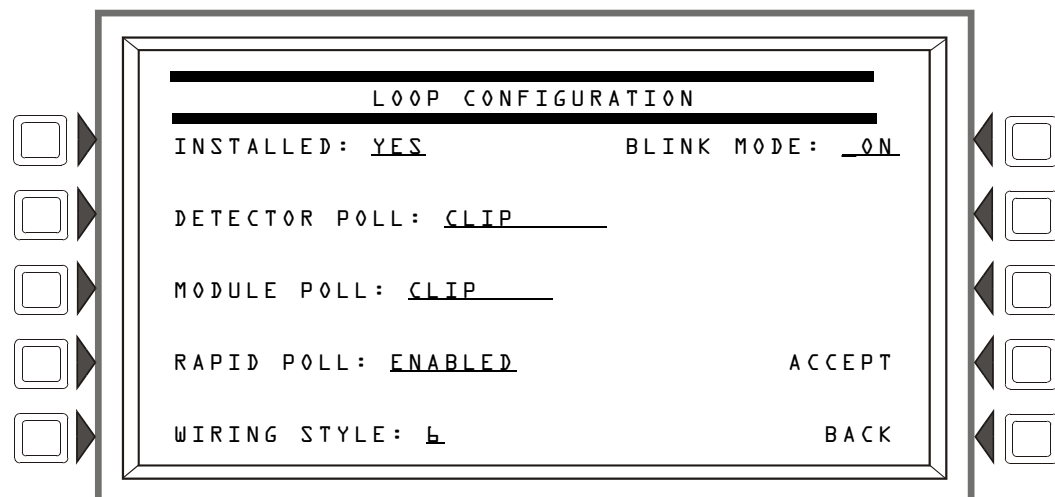 LOOP CONFIGURATION
INSTALLED: YES BLINK MODE: _ON
DETECTOR POLL: CLIP
MODULE POLL: CLIP
RAPID POLL: ENABLED ACCEPT
WIRING STYLE: 6 BACK